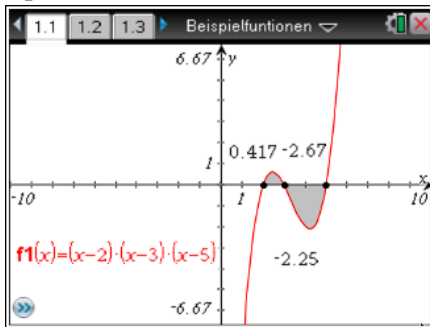 1.1 1.2 1.3 Beispielfuntionen
6.67 y
0.417 -2.67
1
x
-10 1 10
f1(x)=(x-2)·(x-3)·(x-5)
-2.25
-6.67